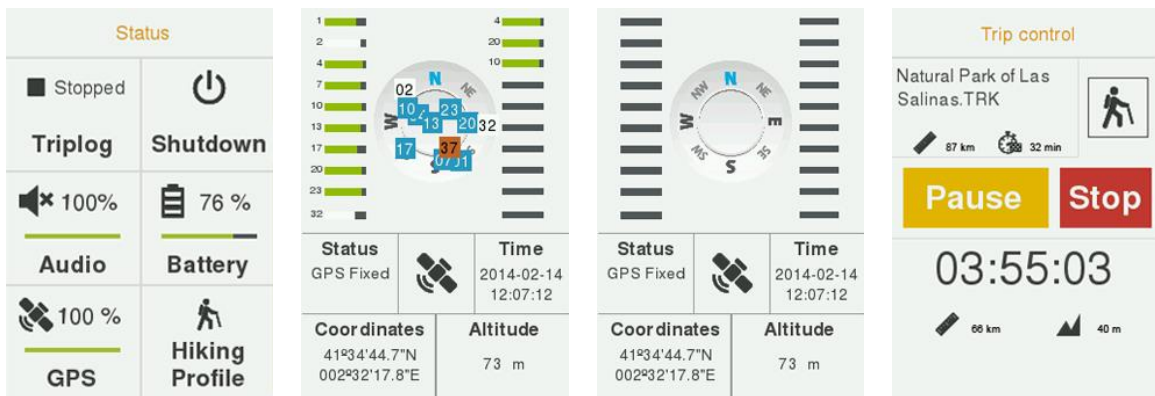 Status
Stopped
Triplog
Shutdown
100%
Audio
76 %
Battery
100 %
GPS
Hiking
Profile
1
2
4
7
10
13
17
20
23
32
4
20
10
N
NE
W
S
02
10
23
13
20
32
17
37
07
01
Status
GPS Fixed
Time
2014-02-14
12:07:12
Coordinates
41º34'44.7"N
002º32'17.8"E
Altitude
73 m
N
NW
NE
W
E
SW
SE
S
Status
GPS Fixed
Time
2014-02-14
12:07:12
Coordinates
41º34'44.7"N
002º32'17.8"E
Altitude
73 m
Trip control
Natural Park of Las
Salinas.TRK
87 km
32 min
Pause
Stop
03:55:03
66 km
40 m